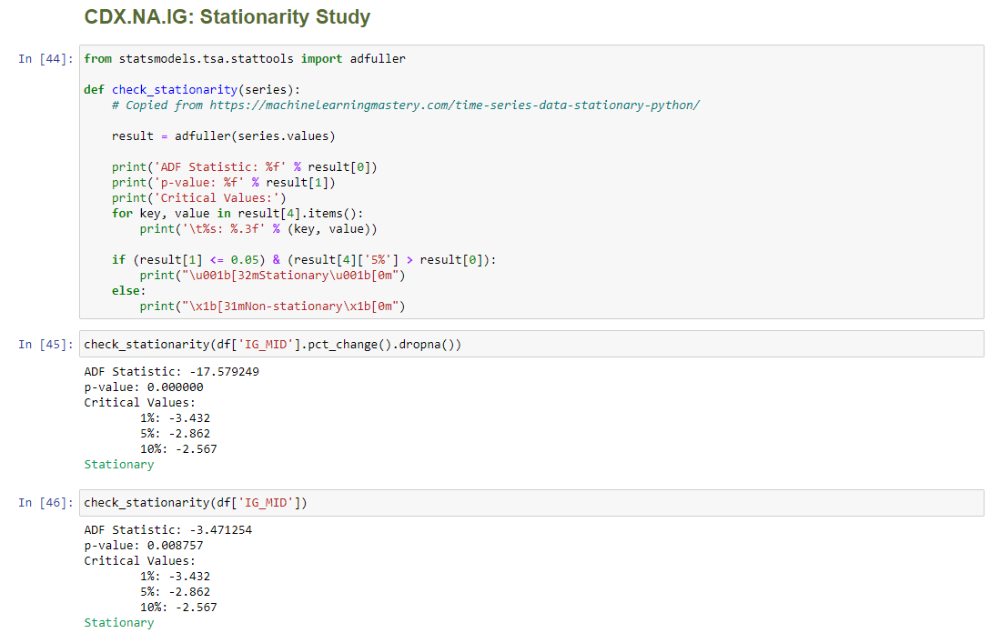 CDX.NA.IG: Stationarity Study
In [44]: from statsmodels.tsa.stattools import adfuller
def check_stationarity(series):
# Copied from https://machinelearningmastery.com/time-series-data-stationary-python/
result = adfuller(series.values)
print('ADF Statistic: %f' % result[0])
print('p-value: %f' % result[1])
print('Critical Values:')
for key, value in result[4].items():
print('\t%s: %.3f' % (key, value))
if (result[1] <= 0.05) & (result[4]['5%'] > result[0]):
print("\u001b[32mStationary\u001b[0m")
else:
print("\x1b[31mNon-stationary\x1b[0m")
In [45]: check_stationarity(df['IG_MID'].pct_change().dropna())
ADF Statistic: -17.579249
p-value: 0.000000
Critical Values:
1%: -3.432
5%: -2.862
10%: -2.567
Stationary
In [46]: check_stationarity(df['IG_MID'])
ADF Statistic: -3.471254
p-value: 0.008757
Critical Values:
1%: -3.432
5%: -2.862
10%: -2.567
Stationary